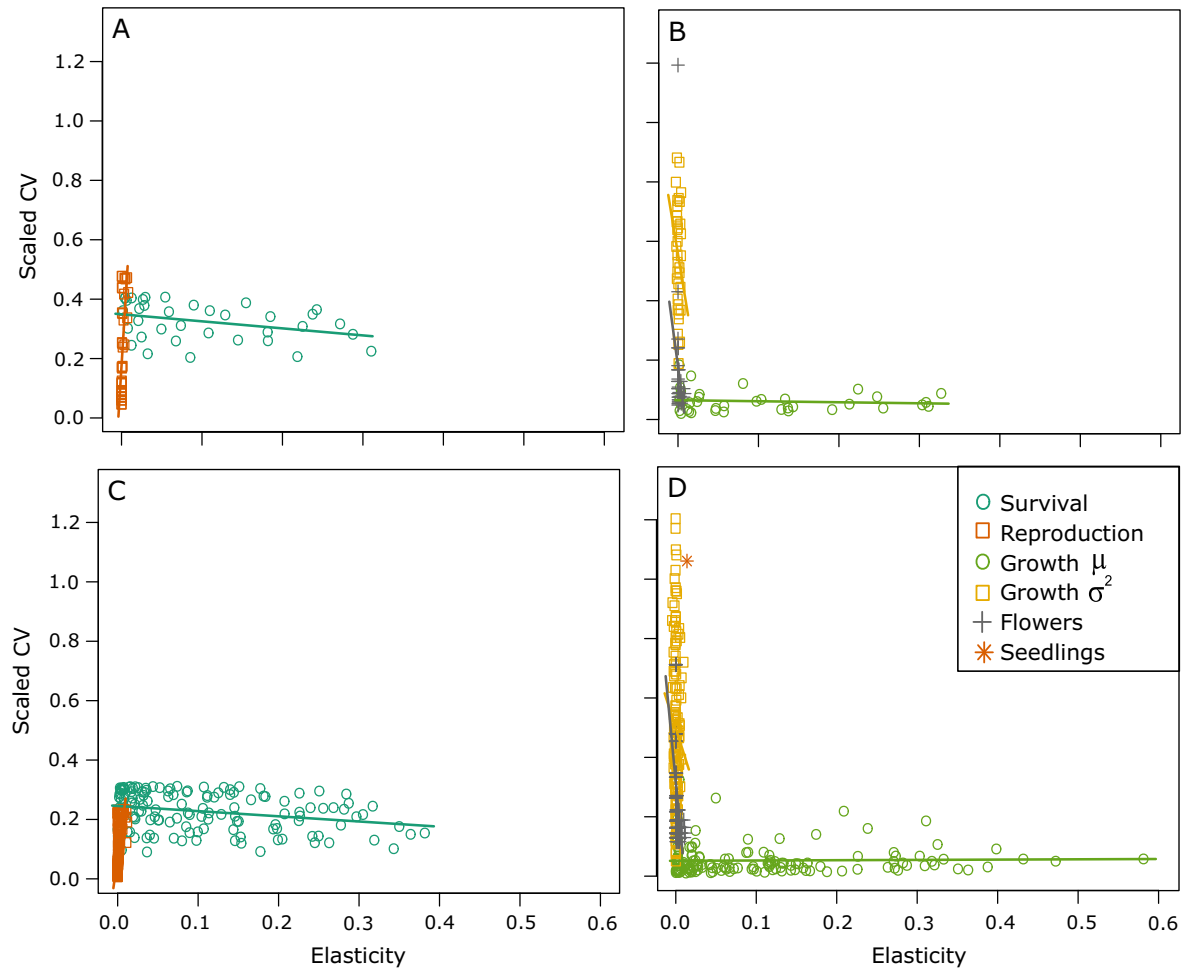 A
B
1.2
1.0
0.8
0.6
0.4
0.2
0.0
Scaled CV
C
D
1.2
1.0
0.8
0.6
0.4
0.2
0.0
Scaled CV
Survival
Reproduction
Growth μ
Growth σ²
Flowers
Seedlings
0.0 0.1 0.2 0.3 0.4 0.5 0.6
0.0 0.1 0.2 0.3 0.4 0.5 0.6
Elasticity
Elasticity